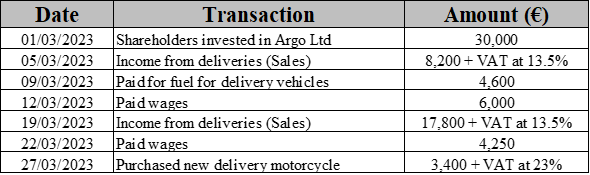 Date Transaction Amount (€)
01/03/2023 Shareholders invested in Argo Ltd 30,000
05/03/2023 Income from deliveries (Sales) 8,200 + VAT at 13.5%
09/03/2023 Paid for fuel for delivery vehicles 4,600
12/03/2023 Paid wages 6,000
19/03/2023 Income from deliveries (Sales) 17,800 + VAT at 13.5%
22/03/2023 Paid wages 4,250
27/03/2023 Purchased new delivery motorcycle 3,400 + VAT at 23%